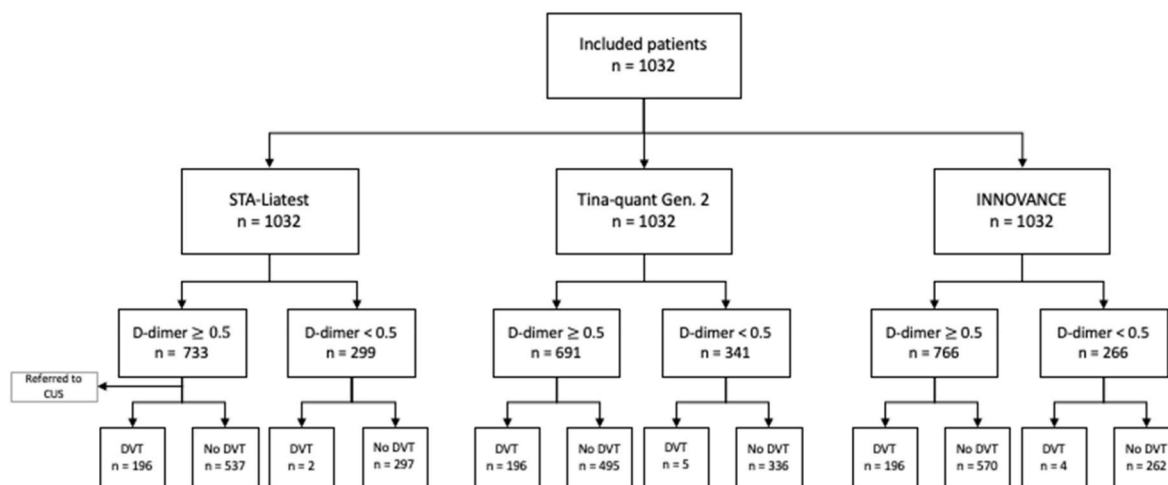 Included patients
n = 1032
STA-Liatest
n = 1032
Tina-quant Gen. 2
n = 1032
INNOVANCE
n = 1032
D-dimer ≥ 0.5
n = 733
D-dimer < 0.5
n = 299
D-dimer ≥ 0.5
n = 691
D-dimer < 0.5
n = 341
D-dimer ≥ 0.5
n = 766
D-dimer < 0.5
n = 266
Referred to
CUS
DVT
n = 196
No DVT
n = 537
DVT
n = 2
No DVT
n = 297
DVT
n = 196
No DVT
n = 495
DVT
n = 5
No DVT
n = 336
DVT
n = 196
No DVT
n = 570
DVT
n = 4
No DVT
n = 262